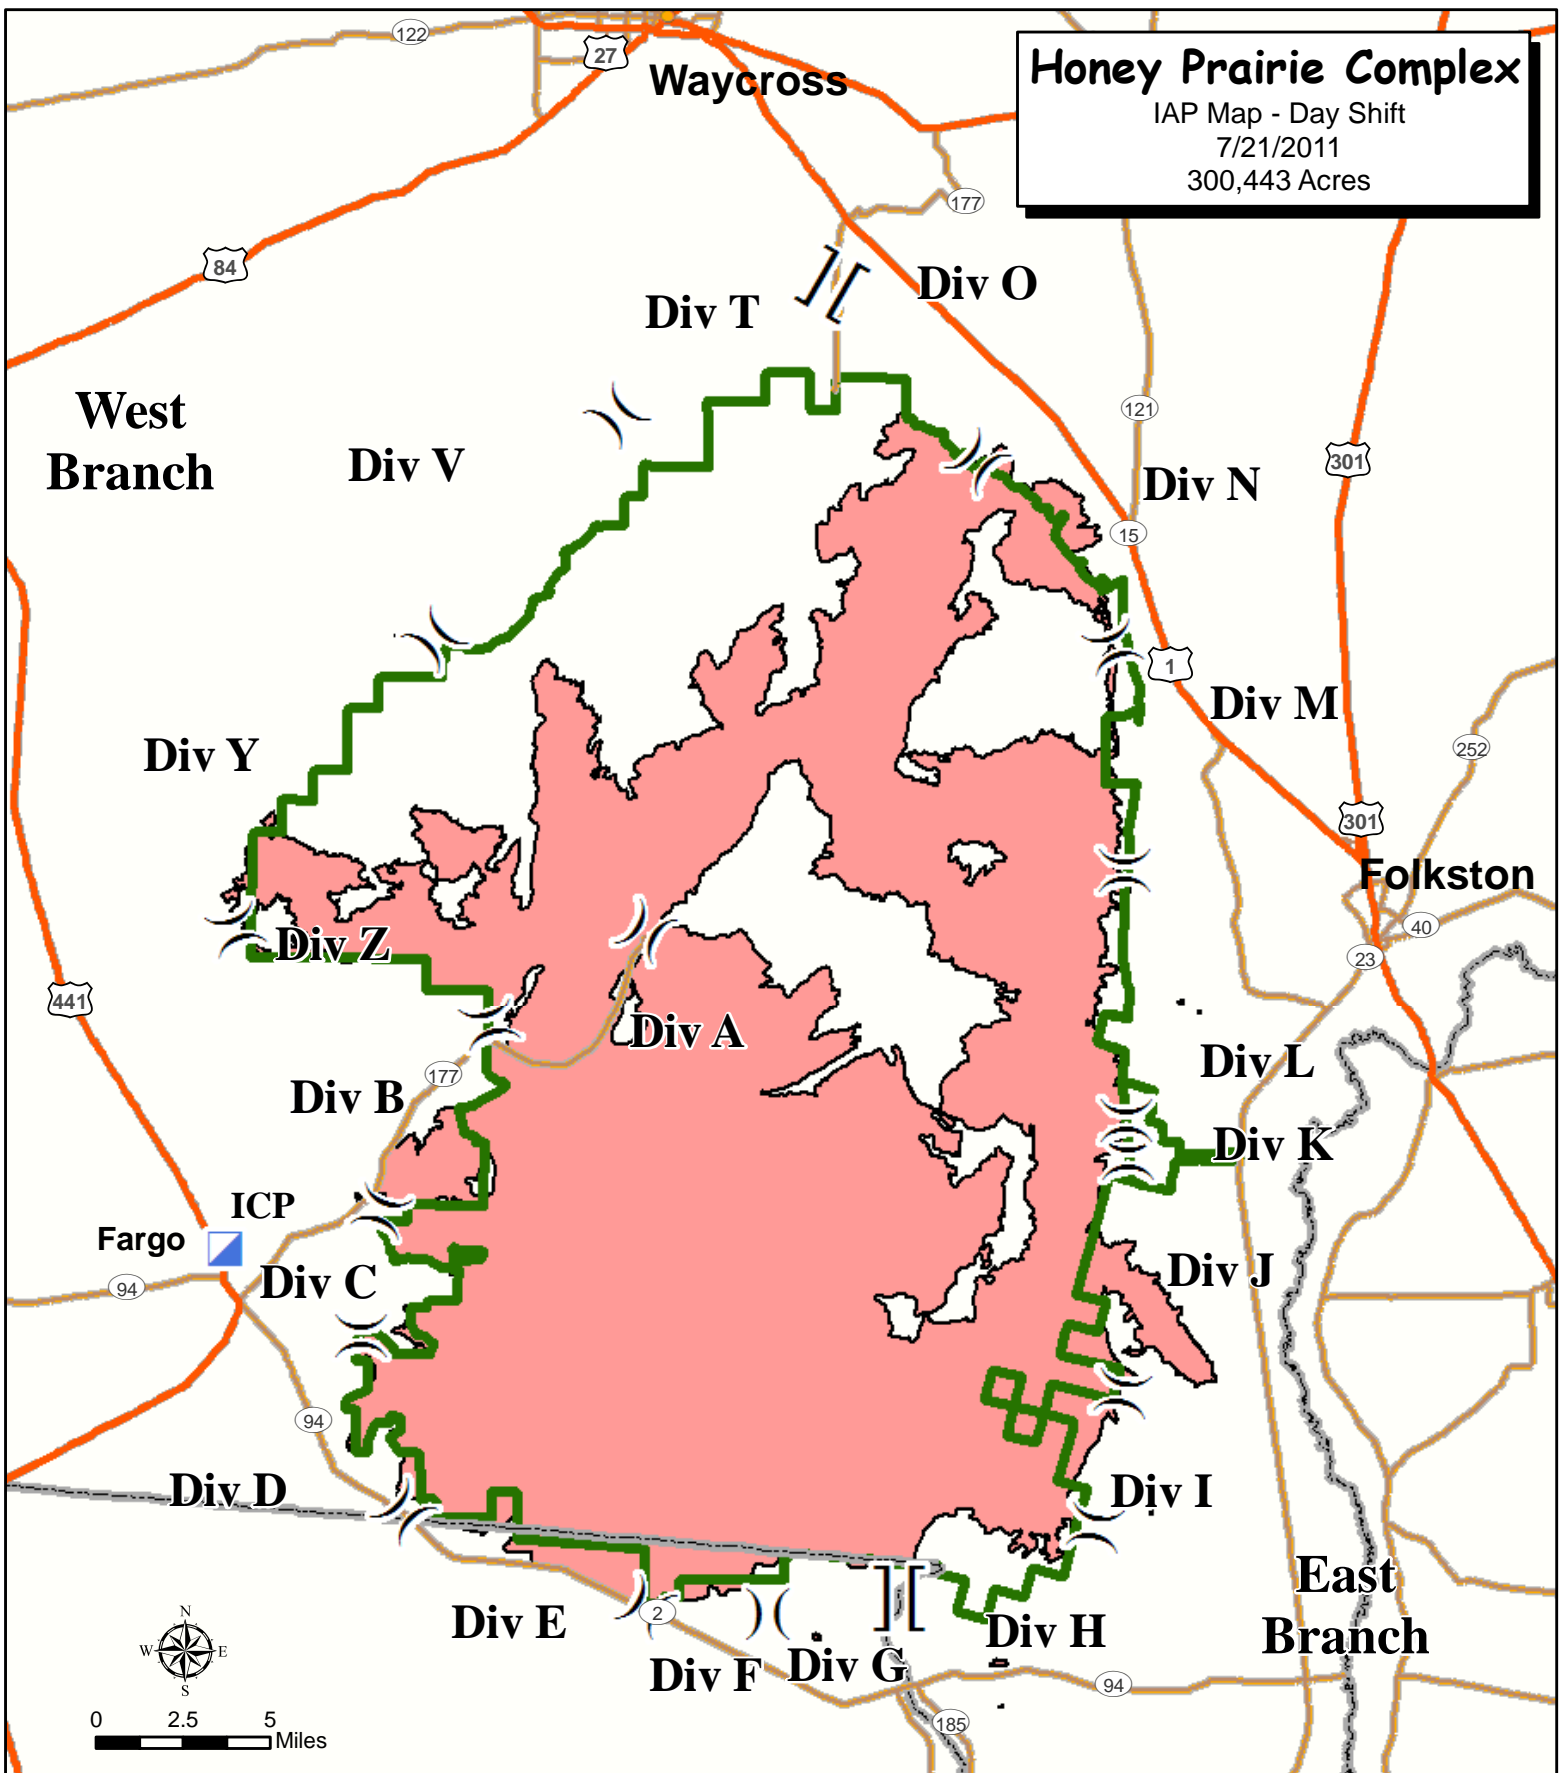 Honey Prairie Complex
IAP Map - Day Shift
7/21/2011
300,443 Acres
122
27
Waycross
177
84
Div O
Div T
West
Branch
121
Div V
301
Div N
15
1
Div M
Div Y
252
301
Folkston
40
Div Z
23
441
Div A
Div L
177
Div B
Div K
ICP
Fargo
Div C
Div J
94
94
Div D
Div I
East
Branch
2
Div E
Div H
Div F
Div G
94
185
N
W
E
S
0
2.5
5
Miles